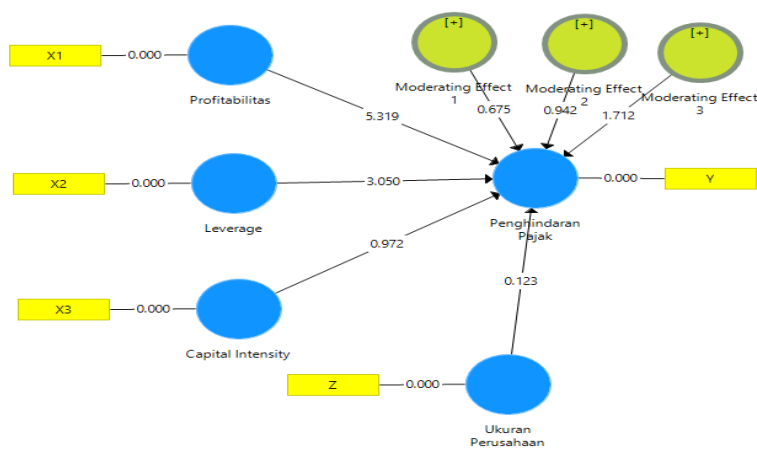 [+]
[+]
[+]
X1
0.000
Profitabilitas
Moderating Effect
1
Moderating Effect
2
Moderating Effect
3
0.675
0.942
1.712
5.319
X2
0.000
Leverage
3.050
Penghindaran
Pajak
0.000
Y
0.972
0.123
X3
0.000
Capital Intensity
Z
0.000
Ukuran
Perusahaan